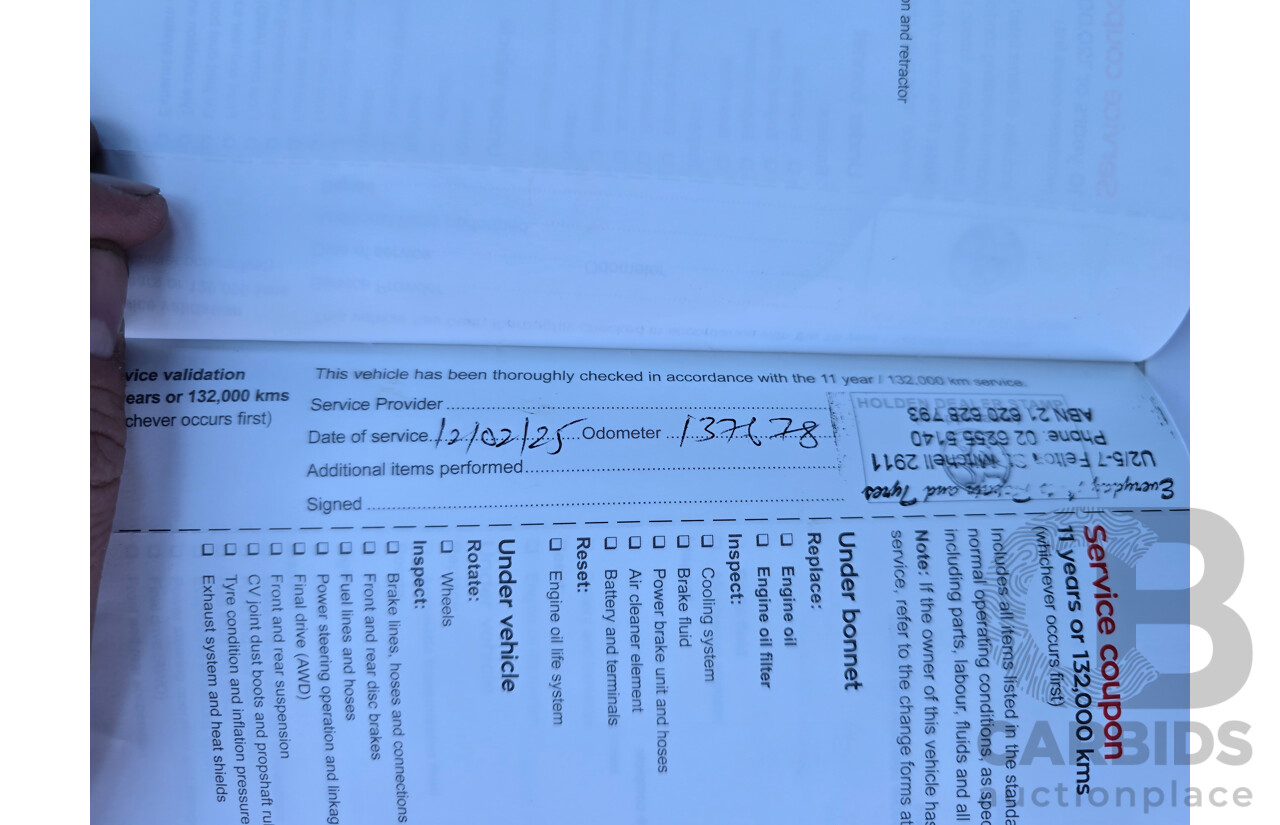 on and retractor
vice validation
ears or 132,000 kms
chever occurs first)
This vehicle has been thoroughly checked in accordance with the 11 year / 132,000 km service.
Service Provider
Date of service 12/02/25 Odometer 137678
Additional items performed
Signed
HOLDEN DEALER STAMP
Everyday
and Tyres
U2/5-7 Felton St Mitchell 2911
Phone: 02 6255 5140
ABN 21 620 628 793
Service coupon
11 years or 132,000 kms
(whichever occurs first)
Includes all items listed in the standa
normal operating conditions, as spec
including parts, labour, fluids and all
Note: If the owner of this vehicle has
service, refer to the change forms at
Under bonnet
Replace:
❑ Engine oil
❑ Engine oil filter
Inspect:
❑ Cooling system
❑ Brake fluid
❑ Power brake unit and hoses
❑ Air cleaner element
❑ Battery and terminals
Reset:
❑ Engine oil life system
Under vehicle
Rotate:
❑ Wheels
Inspect:
❑ Brake lines, hoses and connections
❑ Front and rear disc brakes
❑ Fuel lines and hoses
❑ Power steering operation and linkag
❑ Final drive (AWD)
❑ Front and rear suspension
❑ CV joint dust boots and propshaft ru
❑ Tyre condition and inflation pressure
❑ Exhaust system and heat shields
CARBIDS
auctionplace